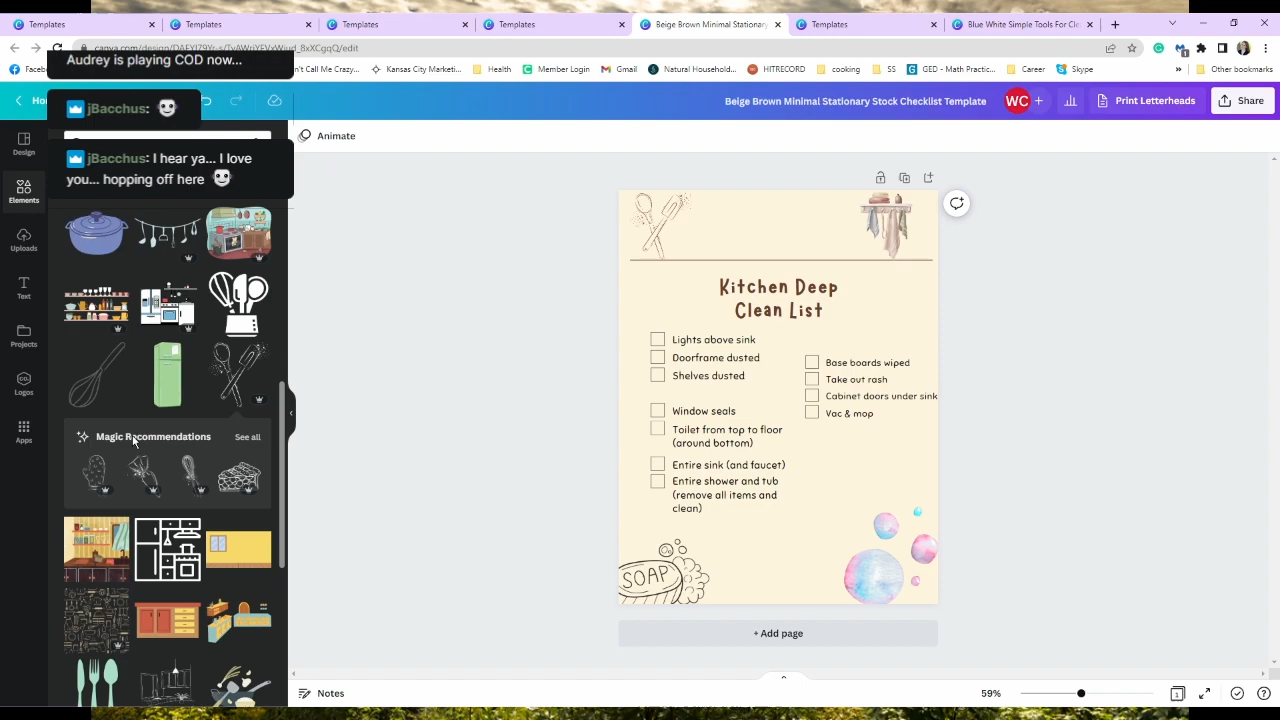 Templates
Templates
Templates
Templates
Beige Brown Minimal Stationary
Templates
Blue White Simple Tools For Cl
canva.com/design/
/edit
Audrey is playing COD now...
n't Call Me Crazy...
Kansas City Marketi...
Health
Member Login
Gmail
Natural Household...
HITRECORD
cooking
SS
GED - Math Practic...
Career
Skype
Other bookmarks
Beige Brown Minimal Stationary Stock Checklist Template
WC
Print Letterheads
Share
jBacchus:
jBacchus: I hear ya... I love
you... hopping off here
Animate
Design
Elements
Uploads
Text
Projects
Logos
Apps
Magic Recommendations
See all
Kitchen Deep
Clean List
Lights above sink
Doorframe dusted
Shelves dusted
Window seals
Toilet from top to floor
(around bottom)
Entire sink (and faucet)
Entire shower and tub
(remove all items and
clean)
Base boards wiped
Take out rash
Cabinet doors under sink
Vac & mop
SOAP
+ Add page
Notes
59%
1